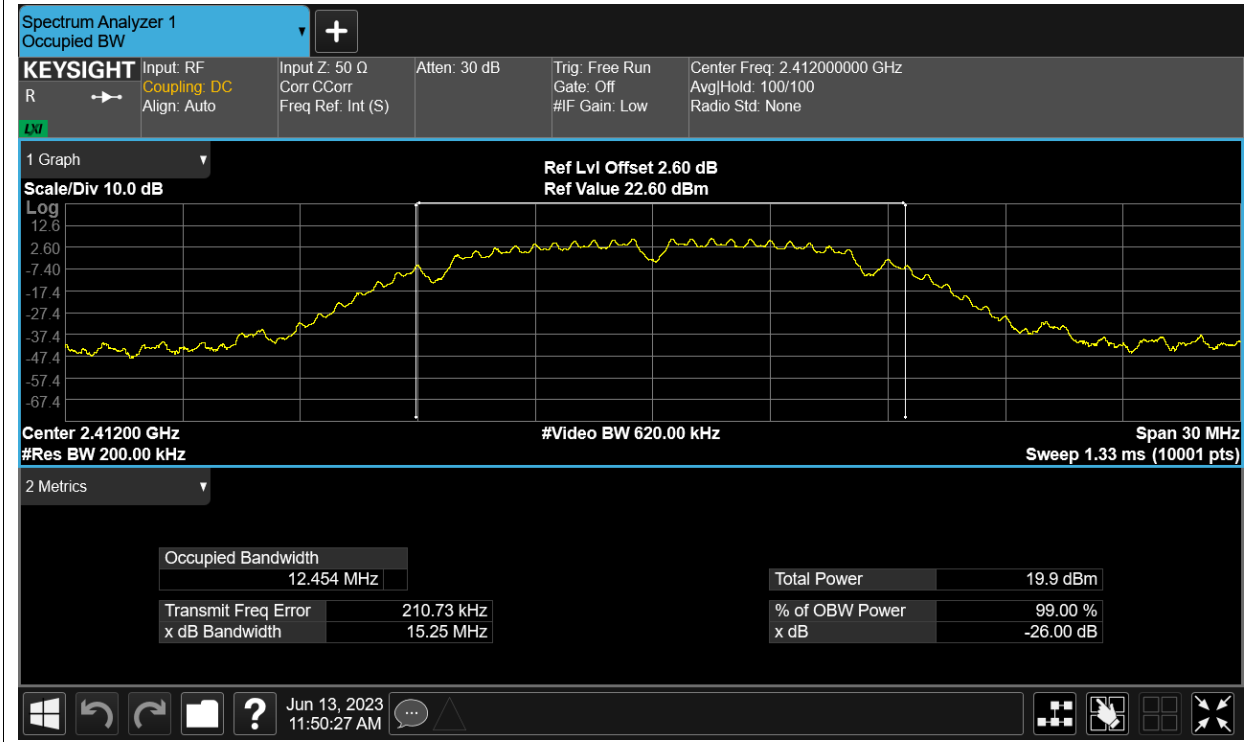 Spectrum Analyzer 1
Occupied BW
KEYSIGHT
R
LXI
Input: RF
Coupling: DC
Align: Auto
Input Z: 50 Ω
Corr CCorr
Freq Ref: Int (S)
Atten: 30 dB
Trig: Free Run
Gate: Off
#IF Gain: Low
Center Freq: 2.412000000 GHz
Avg|Hold: 100/100
Radio Std: None
1 Graph
Scale/Div 10.0 dB
Ref Lvl Offset 2.60 dB
Ref Value 22.60 dBm
Log
12.6
2.60
-7.40
-17.4
-27.4
-37.4
-47.4
-57.4
-67.4
Center 2.41200 GHz
#Video BW 620.00 kHz
Span 30 MHz
#Res BW 200.00 kHz
Sweep 1.33 ms (10001 pts)
2 Metrics
Occupied Bandwidth
12.454 MHz
Total Power 19.9 dBm
Transmit Freq Error 210.73 kHz
% of OBW Power 99.00 %
x dB Bandwidth 15.25 MHz
x dB -26.00 dB
?
Jun 13, 2023
11:50:27 AM